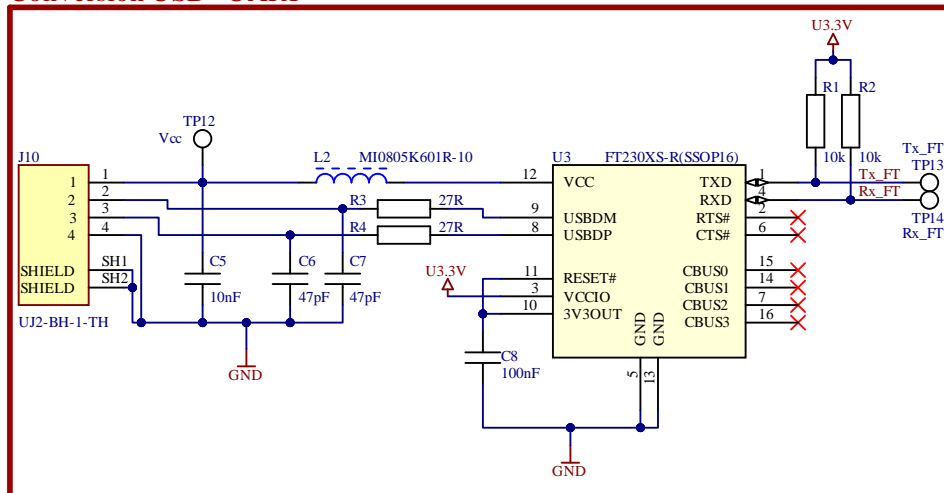 U3.3V
R1
R2
10k
10k
TP12
Vcc
J10
1
2
3
4
SHIELD
SHIELD
1
2
3
4
SH1
SH2
UJ2-BH-1-TH
L2
MI0805K601R-10
R3
27R
R4
27R
C5
10nF
C6
47pF
C7
47pF
GND
U3
FT230XS-R(SSOP16)
12
VCC
9
USBDM
8
USBDP
U3.3V
11
RESET#
3
VCCIO
10
3V3OUT
C8
100nF
TXD
1
RXD
4
RTS#
2
CTS#
6
CBUS0
15
CBUS1
14
CBUS2
7
CBUS3
16
GND
GND
5
13
GND
Tx_FT
Rx_FT
Tx_FT
TP13
TP14
Rx_FT